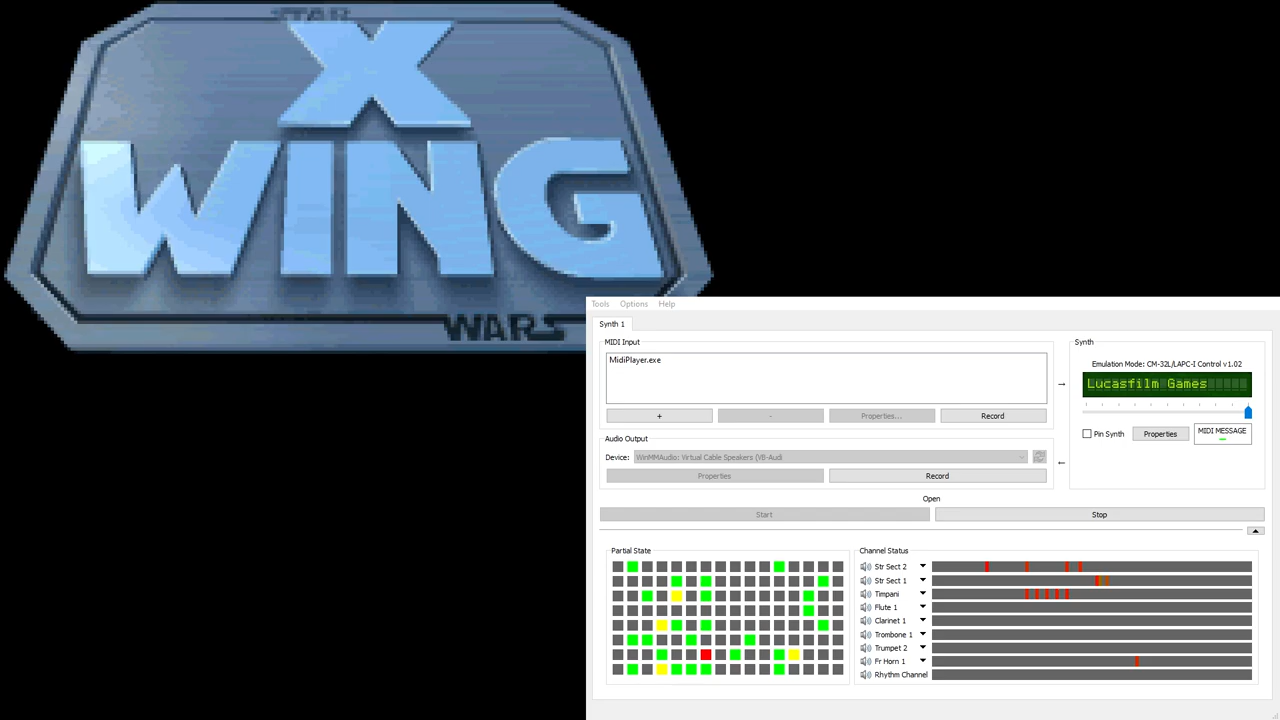 STAR
X
WING
WARS
Tools Options Help
Synth 1
MIDI Input
MidiPlayer.exe
+ - Properties... Record
Audio Output
Device: WinMMAudio: Virtual Cable Speakers (VB-Audi
Properties Record
Synth
Emulation Mode: CM-32L/LAPC-I Control v1.02
Lucasfilm Games
Pin Synth Properties MIDI MESSAGE
Open
Start Stop
Partial State
Channel Status
Str Sect 2
Str Sect 1
Timpani
Flute 1
Clarinet 1
Trombone 1
Trumpet 2
Fr Horn 1
Rhythm Channel